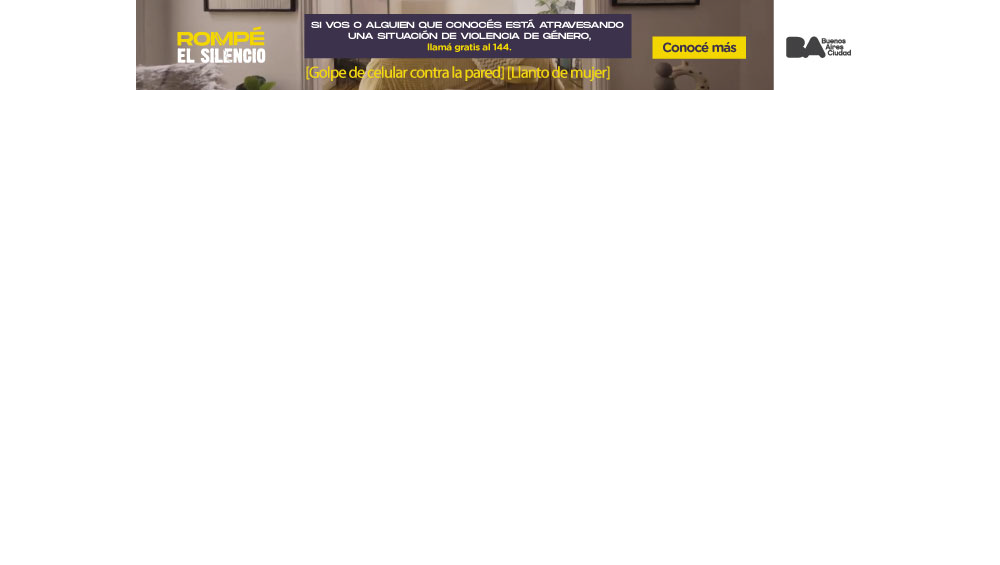 ROMPÉ
EL SILENCIO
SI VOS O ALGUIEN QUE CONOCÉS ESTÁ ATRAVESANDO
UNA SITUACIÓN DE VIOLENCIA DE GÉNERO,
llamá gratis al 144.
[Golpe de celular contra la pared] [Llanto de mujer]
Conocé más
BA
Buenos
Aires
Ciudad